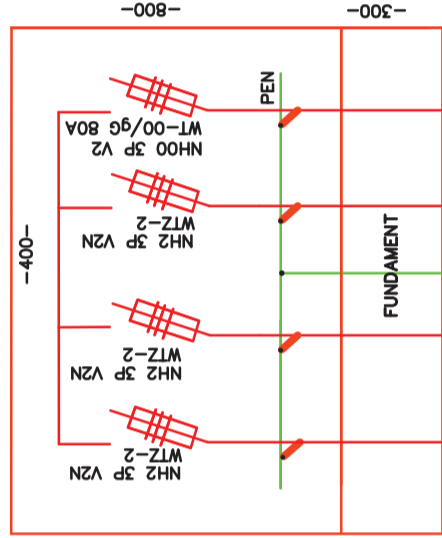 -800-
-300-
-400-
NH00 3P V2
WT-00/gG 80A
PEN
NH2 3P V2N
WTZ-2
FUNDAMENT
NH2 3P V2N
WTZ-2
NH2 3P V2N
WTZ-2